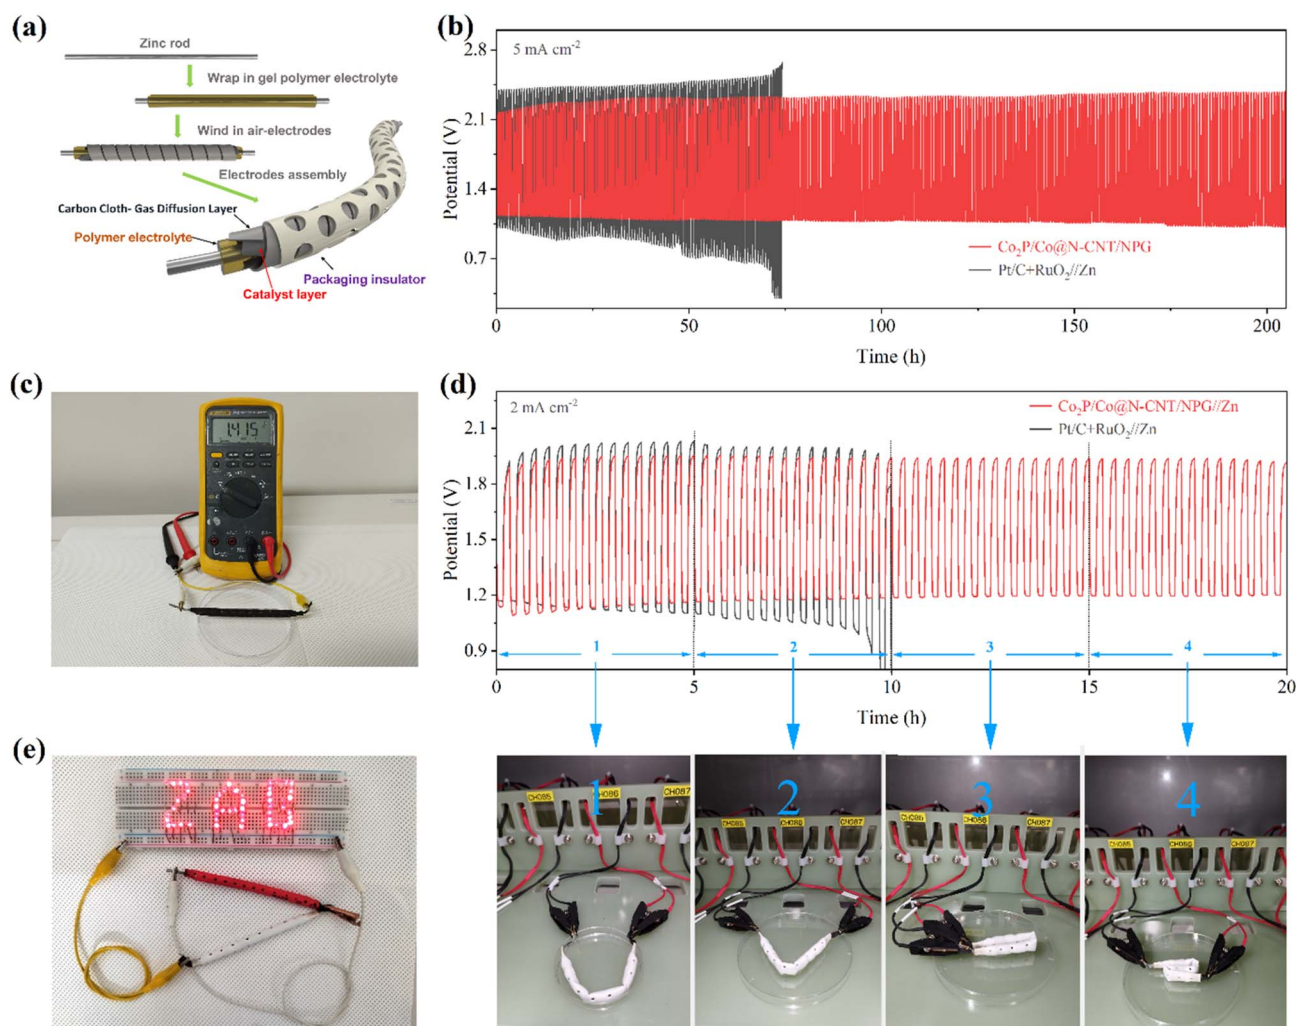 (a)
Zinc rod
Wrap in gel polymer electrolyte
Wind in air-electrodes
Electrodes assembly
Carbon Cloth- Gas Diffusion Layer
Polymer electrolyte
Packaging insulator
Catalyst layer
(b)
5 mA cm⁻²
Potential (V)
2.8
2.1
1.4
0.7
Co₂P/Co@N-CNT/NPG
Pt/C+RuO₂//Zn
0 50 100 150 200
Time (h)
(c)
1.415
(d)
2 mA cm⁻²
Co₂P/Co@N-CNT/NPG//Zn
Pt/C+RuO₂//Zn
Potential (V)
2.1
1.8
1.5
1.2
0.9
1 2 3 4
0 5 10 15 20
Time (h)
(e)
ZAB
1
CH085 CH086 CH087
2
CH085 CH086 CH087
3
CH086 CH087
4
CH085 CH086 CH087